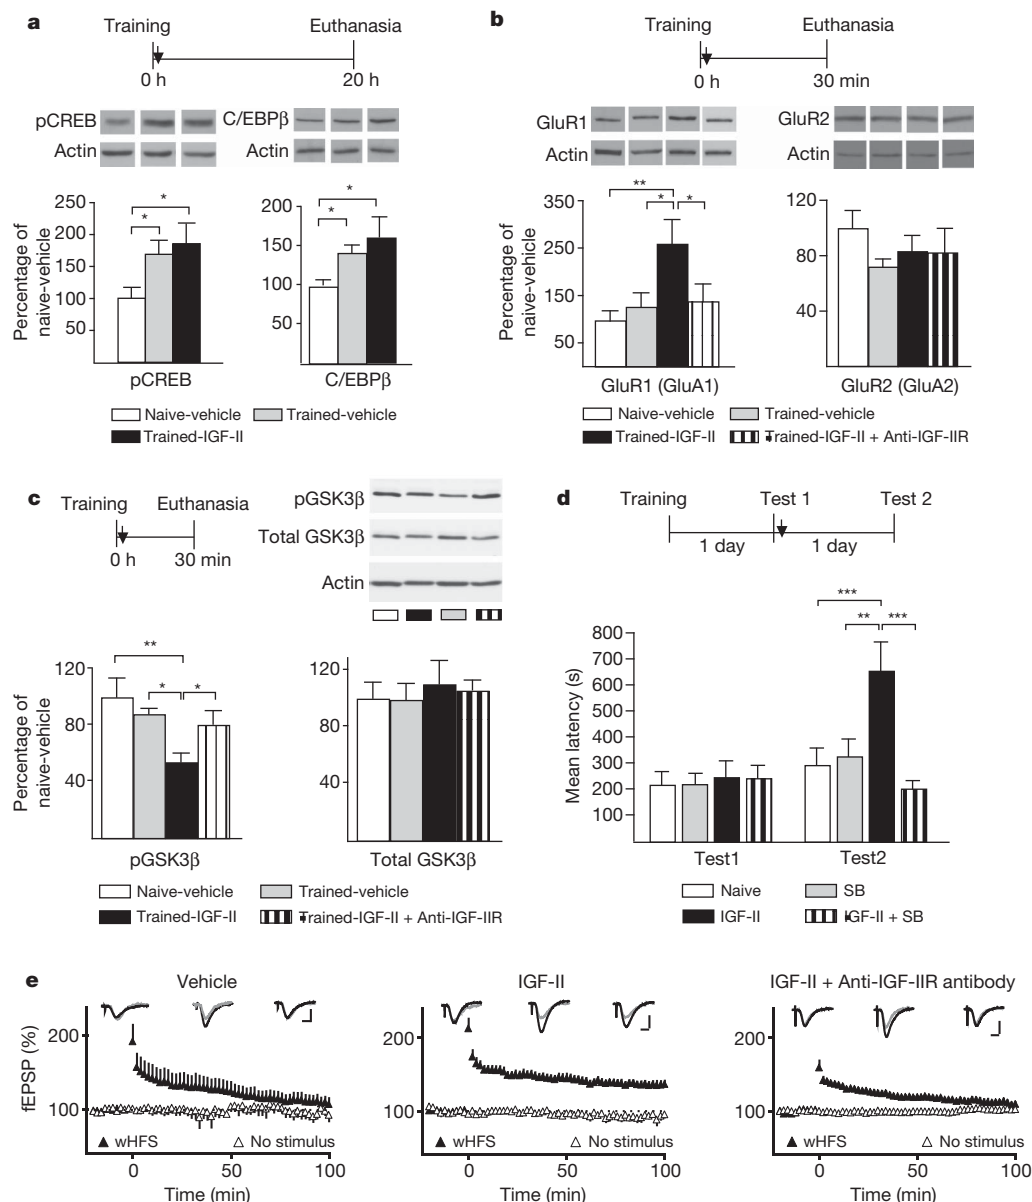 a
Training Euthanasia
0 h 20 h
pCREB C/EBPβ
Actin Actin
* *
* *
Percentage of naive-vehicle
250 200
200 150
150 100
100 50
50
pCREB C/EBPβ
Naive-vehicle Trained-vehicle
Trained-IGF-II
b
Training Euthanasia
0 h 30 min
GluR1 GluR2
Actin Actin
**
* *
Percentage of naive-vehicle
350 120
250 80
150 40
50
GluR1 (GluA1) GluR2 (GluA2)
Naive-vehicle Trained-vehicle
Trained-IGF-II Trained-IGF-II + Anti-IGF-IIR
c
Training Euthanasia
0 h 30 min
pGSK3β
Total GSK3β
Actin
**
* *
Percentage of naive-vehicle
120 120
80 80
40 40
pGSK3β Total GSK3β
Naive-vehicle Trained-vehicle
Trained-IGF-II Trained-IGF-II + Anti-IGF-IIR
d
Training Test 1 Test 2
1 day 1 day
***
** ***
Mean latency (s)
800
700
600
500
400
300
200
100
Test1 Test2
Naive SB
IGF-II IGF-II + SB
e
Vehicle IGF-II IGF-II + Anti-IGF-IIR antibody
fEPSP (%)
200 200 200
100 100 100
wHFS No stimulus wHFS No stimulus wHFS No stimulus
0 50 100 0 50 100 0 50 100
Time (min) Time (min) Time (min)